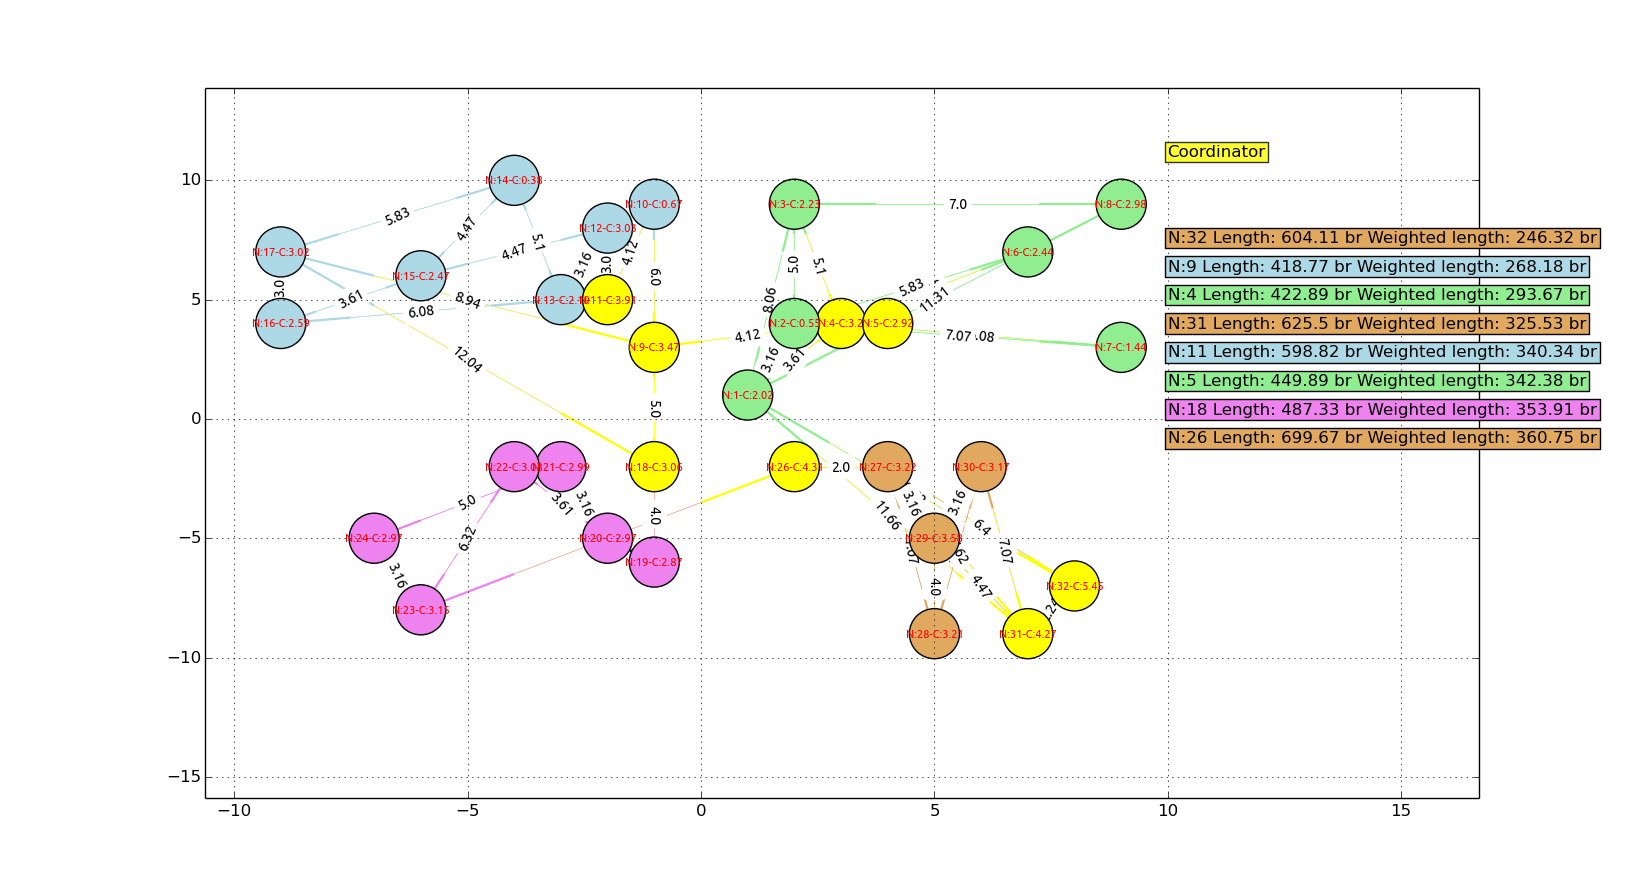 Coordinator
N:32 Length: 604.11 br Weighted length: 246.32 br
N:9 Length: 418.77 br Weighted length: 268.18 br
N:4 Length: 422.89 br Weighted length: 293.67 br
N:31 Length: 625.5 br Weighted length: 325.53 br
N:11 Length: 598.82 br Weighted length: 340.34 br
N:5 Length: 449.89 br Weighted length: 342.38 br
N:18 Length: 487.33 br Weighted length: 353.91 br
N:26 Length: 699.67 br Weighted length: 360.75 br
10
5
0
−5
−10
−15
−10
−5
0
5
10
15
N:14-C:0.38
N:10-C:0.67
N:3-C:2.23
N:8-C:2.98
N:12-C:3.03
N:17-C:3.02
N:6-C:2.44
N:15-C:2.47
N:11-C:3.91
N:16-C:2.59
N:2-C:0.55
N:5-C:2.92
N:9-C:3.47
N:7-C:1.44
N:1-C:2.02
N:21-C:2.99
N:18-C:3.06
N:26-C:4.31
N:27-C:3.22
N:30-C:3.17
N:24-C:2.97
N:20-C:2.97
N:29-C:3.58
N:19-C:2.87
N:32-C:5.45
N:23-C:3.15
N:28-C:3.21
N:31-C:4.27
5.83
4.47
5.1
4.47
3.16
3.0
4.12
6.0
3.0
3.61
6.08
8.94
12.04
7.0
5.0
5.1
8.06
5.83
11.31
4.12
3.16
3.61
7.07
5.0
2.0
11.66
5.0
3.61
3.16
6.32
3.16
4.0
3.16
3.16
6.4
7.07
4.47
4.0